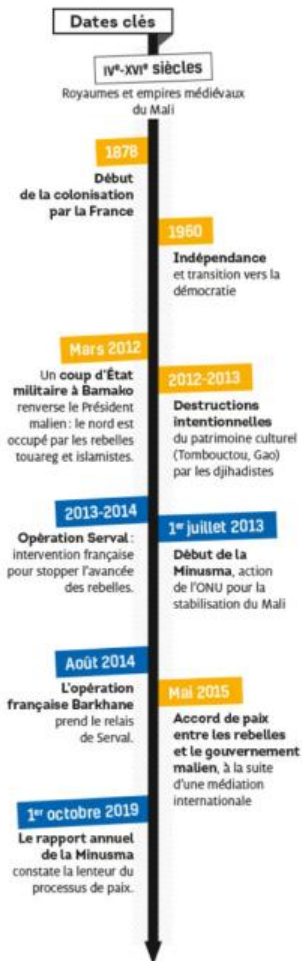 Dates clés
IVᵉ-XVIᵉ siècles
Royaumes et empires médiévaux
du Mali
1878
Début
de la colonisation
par la France
1960
Indépendance
et transition vers la
démocratie
Mars 2012
Un coup d'État
militaire à Bamako
renverse le Président
malien : le nord est
occupé par les rebelles
touareg et islamistes.
2012-2013
Destructions
intentionnelles
du patrimoine culturel
(Tombouctou, Gao)
par les djihadistes
2013-2014
Opération Serval :
intervention française
pour stopper l'avancée
des rebelles.
1ᵉʳ juillet 2013
Début de la
Minusma, action
de l'ONU pour la
stabilisation du Mali
Août 2014
L'opération
française Barkhane
prend le relais
de Serval.
Mai 2015
Accord de paix
entre les rebelles
et le gouvernement
malien, à la suite
d'une médiation
internationale
1ᵉʳ octobre 2019
Le rapport annuel
de la Minusma
constate la lenteur du
processus de paix.